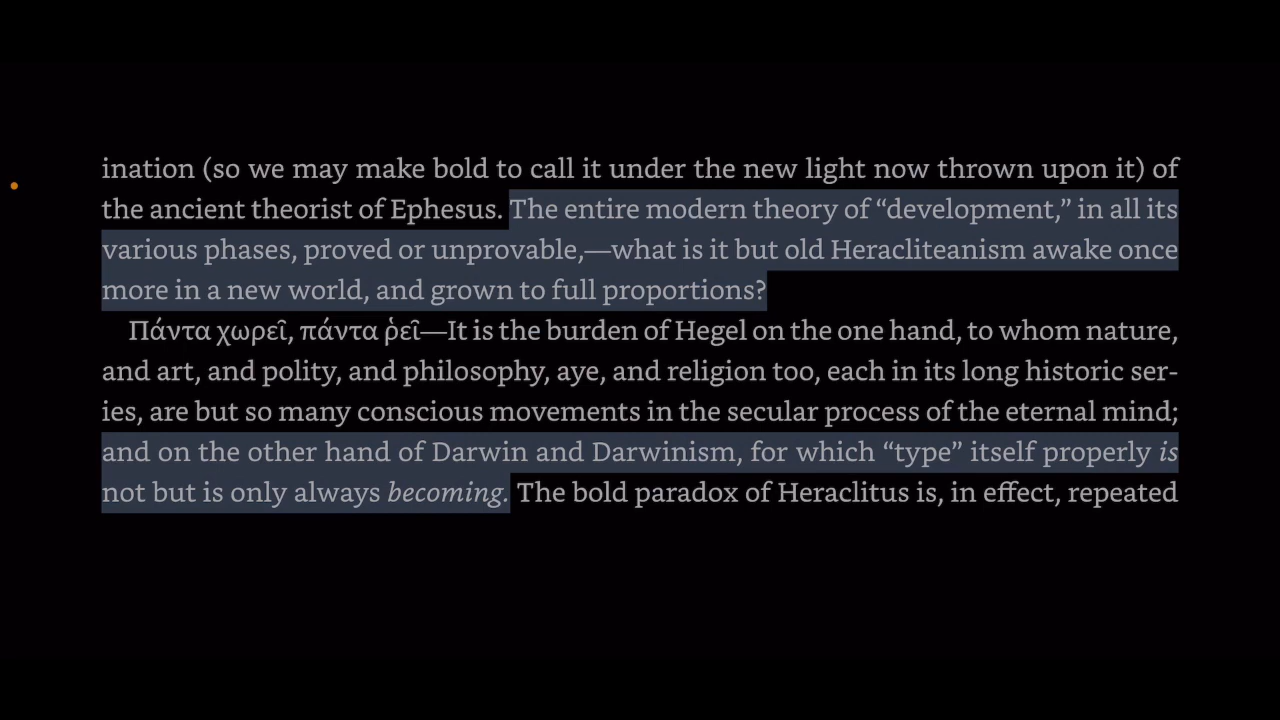 ination (so we may make bold to call it under the new light now thrown upon it) of
the ancient theorist of Ephesus. The entire modern theory of “development,” in all its
various phases, proved or unprovable,—what is it but old Heracliteanism awake once
more in a new world, and grown to full proportions?
Πάντα χωρεῖ, πάντα ῥεῖ—It is the burden of Hegel on the one hand, to whom nature,
and art, and polity, and philosophy, aye, and religion too, each in its long historic ser-
ies, are but so many conscious movements in the secular process of the eternal mind;
and on the other hand of Darwin and Darwinism, for which “type” itself properly is
not but is only always becoming. The bold paradox of Heraclitus is, in effect, repeated